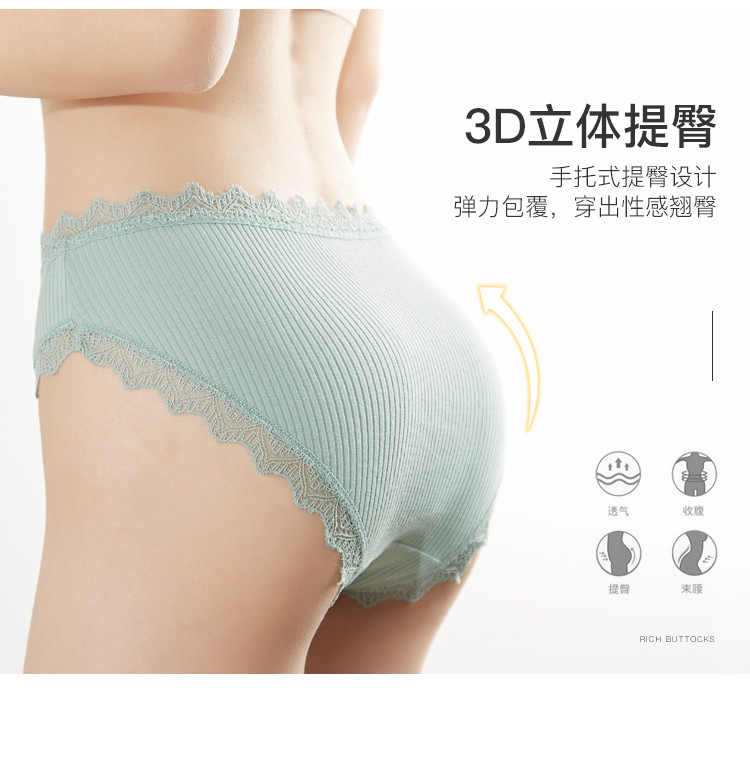 3D立体提臀
手托式提臀设计
弹力包覆，穿出性感翘臀
透气
收腹
提臀
束腰
RICH BUTTOCKS